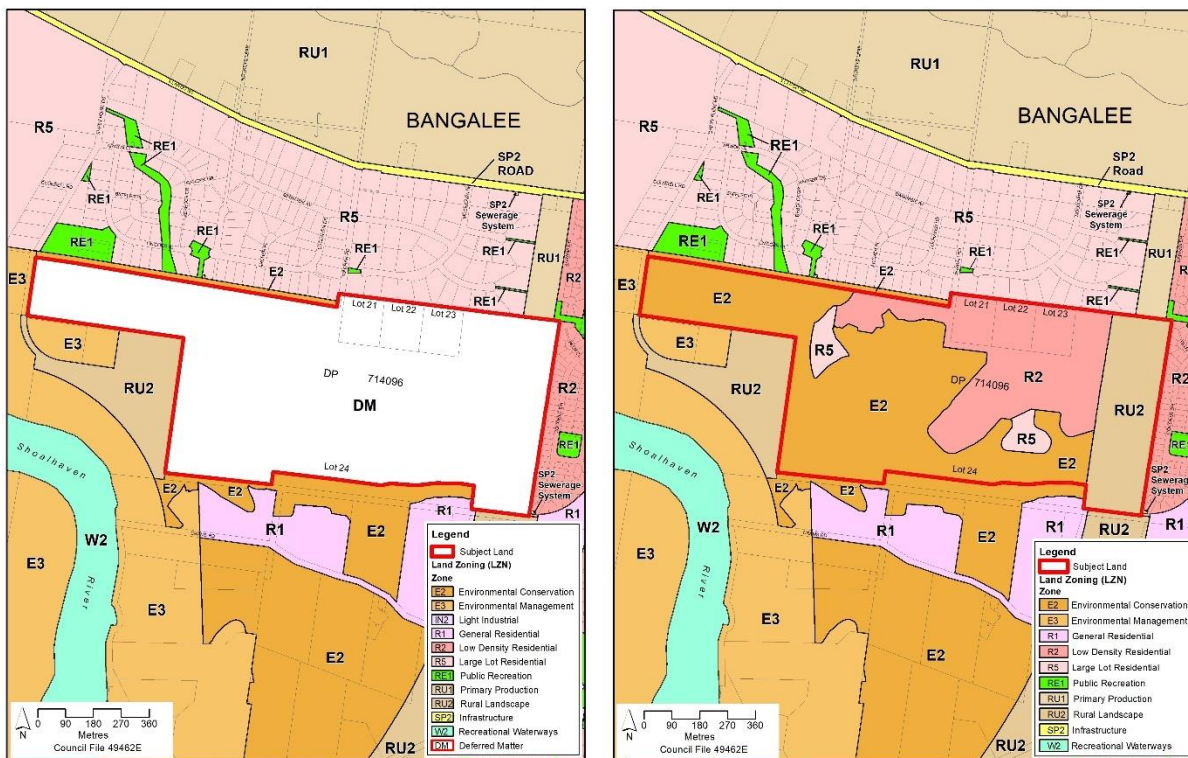 RU1
BANGALEE
R5
RE1
SP2
ROAD
RE1
SP2
Sewerage
System
R5
RE1
RE1
RE1
RE1
RU1
R2
E2
RE1
E3
Lot 21
Lot 22
Lot 23
E3
DP 714096
RU2
DM
R2
RE1
Shoalhaven
Lot 24
SP2
Sewerage
System
E2
E2
R1
R1
R1
E2
W2
E3
River
E3
E2
RU2
N
0 90 180 270 360
Metres
Council File 49462E
Legend
Subject Land
Land Zoning (LZN)
Zone
E2 Environmental Conservation
E3 Environmental Management
IN2 Light Industrial
R1 General Residential
R2 Low Density Residential
R5 Large Lot Residential
RE1 Public Recreation
RU1 Primary Production
RU2 Rural Landscape
SP2 Infrastructure
W2 Recreational Waterways
DM Deferred Matter
RU1
BANGALEE
R5
RE1
SP2
ROAD
RE1
SP2
Sewerage
System
R5
RE1
RE1
RE1
RE1
RU1
R2
E2
RE1
E3
E2
Lot 21
Lot 22
Lot 23
R5
E3
DP 714096
R2
RU2
E2
RU2
R2
R5
RE1
E2
Shoalhaven
Lot 24
SP2
Sewerage
System
E2
E2
R1
R1
RU2
R1
E2
W2
E3
River
E3
E2
RU2
N
0 90 180 270 360
Metres
Council File 49462E
Legend
Subject Land
Land Zoning (LZN)
Zone
E2 Environmental Conservation
E3 Environmental Management
R1 General Residential
R2 Low Density Residential
R5 Large Lot Residential
RE1 Public Recreation
RU1 Primary Production
RU2 Rural Landscape
SP2 Infrastructure
W2 Recreational Waterways